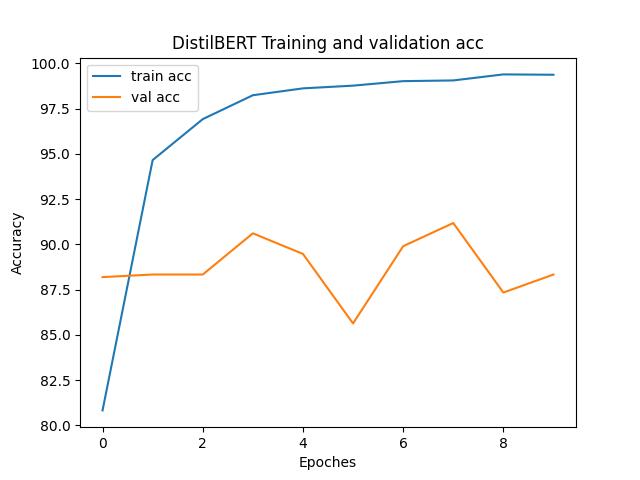 DistilBERT Training and validation acc
train acc
val acc
Accuracy
100.0
97.5
95.0
92.5
90.0
87.5
85.0
82.5
80.0
0 2 4 6 8
Epoches